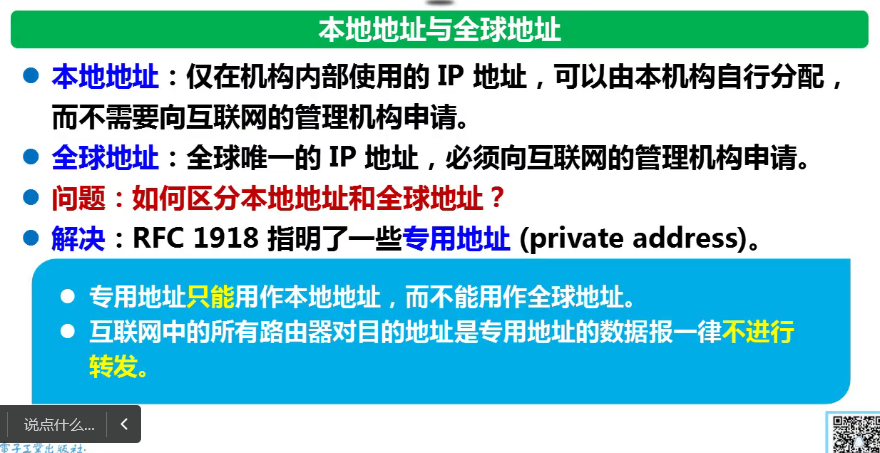 本地地址与全球地址
本地地址：仅在机构内部使用的 IP 地址，可以由本机构自行分配，
而不需要向互联网的管理机构申请。
全球地址：全球唯一的 IP 地址，必须向互联网的管理机构申请。
问题：如何区分本地地址和全球地址？
解决：RFC 1918 指明了一些专用地址 (private address)。
专用地址只能用作本地地址，而不能用作全球地址。
互联网中的所有路由器对目的地址是专用地址的数据报一律不进行
转发。
说点什么...
電子工業出版社·